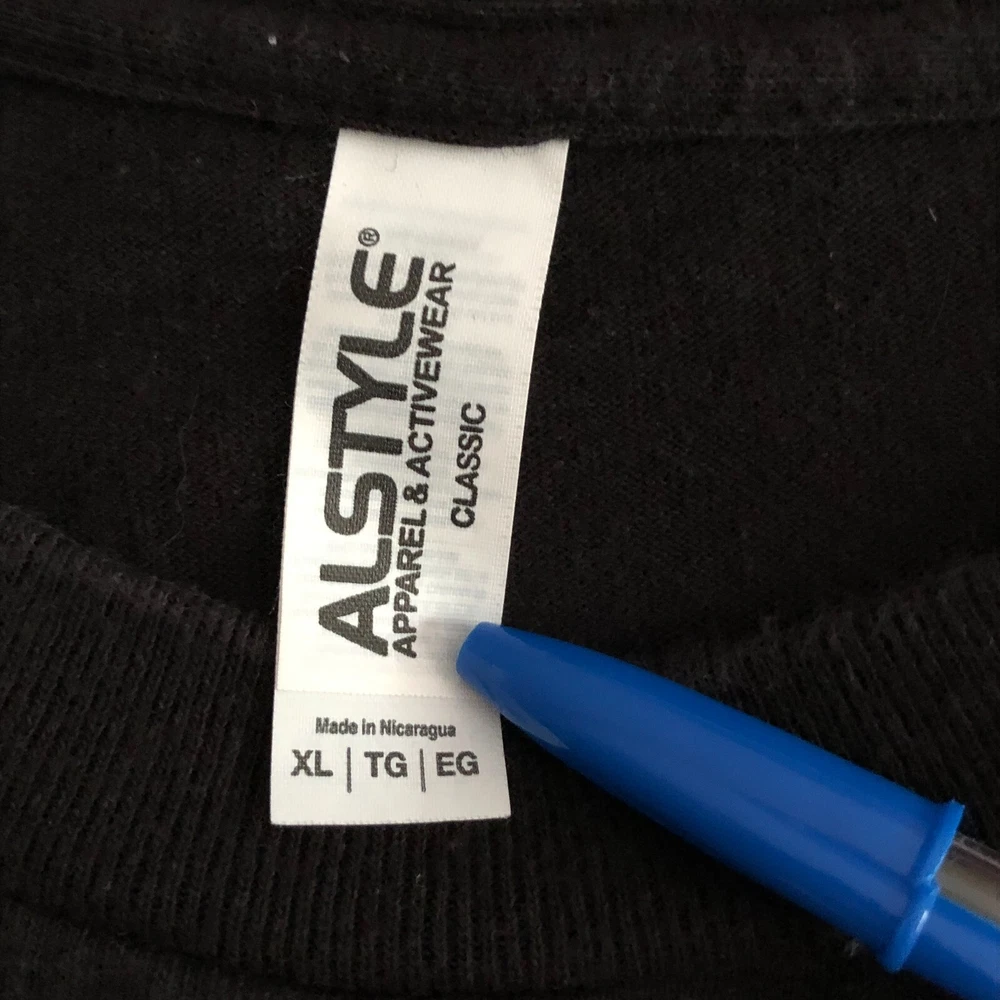 ALSTYLE®
APPAREL & ACTIVEWEAR
CLASSIC
Made in Nicaragua
XL | TG | EG